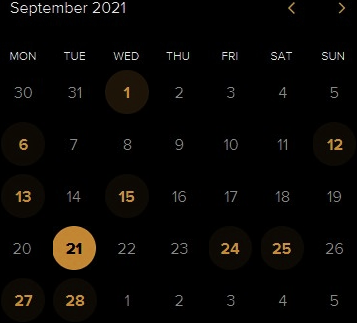 September 2021
MON TUE WED THU FRI SAT SUN
30 31 1 2 3 4 5
6 7 8 9 10 11 12
13 14 15 16 17 18 19
20 21 22 23 24 25 26
27 28 1 2 3 4 5